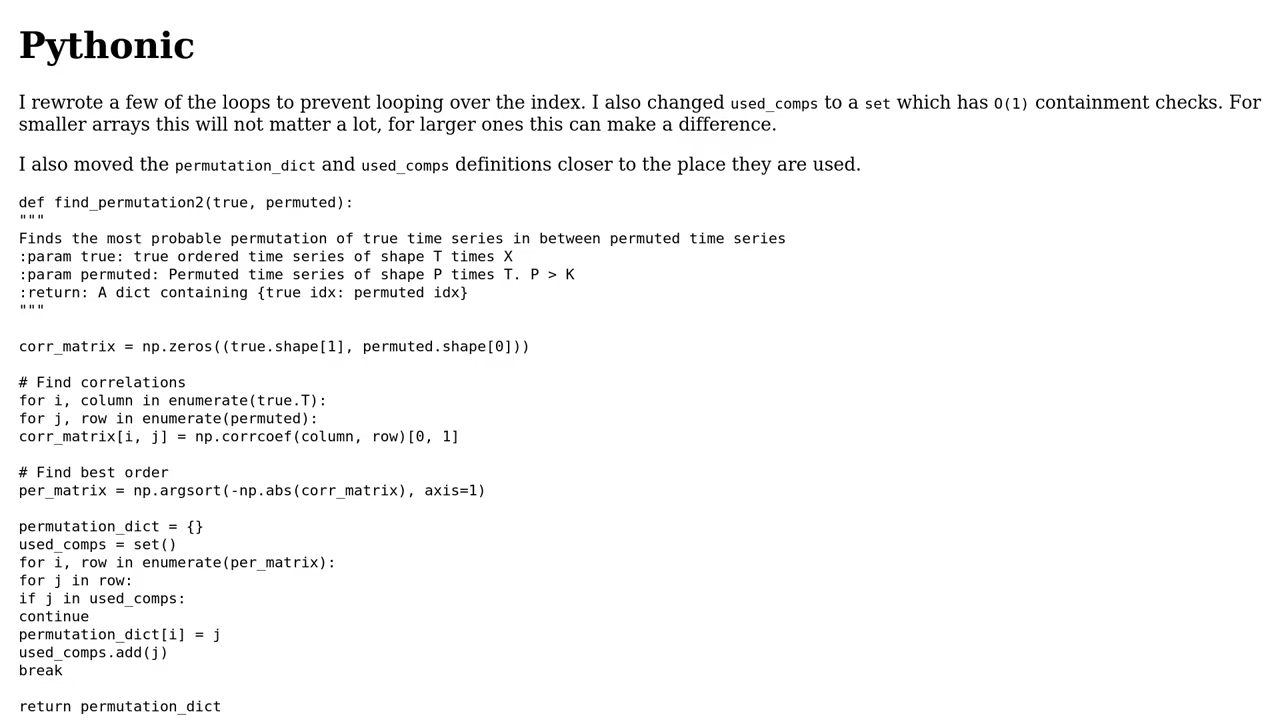 Pythonic
I rewrote a few of the loops to prevent looping over the index. I also changed used_comps to a set which has O(1) containment checks. For
smaller arrays this will not matter a lot, for larger ones this can make a difference.
I also moved the permutation_dict and used_comps definitions closer to the place they are used.
def find_permutation2(true, permuted):
"""
Finds the most probable permutation of true time series in between permuted time series
:param true: true ordered time series of shape T times X
:param permuted: Permuted time series of shape P times T. P > K
:return: A dict containing {true idx: permuted idx}
"""
corr_matrix = np.zeros((true.shape[1], permuted.shape[0]))
# Find correlations
for i, column in enumerate(true.T):
for j, row in enumerate(permuted):
corr_matrix[i, j] = np.corrcoef(column, row)[0, 1]
# Find best order
per_matrix = np.argsort(-np.abs(corr_matrix), axis=1)
permutation_dict = {}
used_comps = set()
for i, row in enumerate(per_matrix):
for j in row:
if j in used_comps:
continue
permutation_dict[i] = j
used_comps.add(j)
break
return permutation_dict